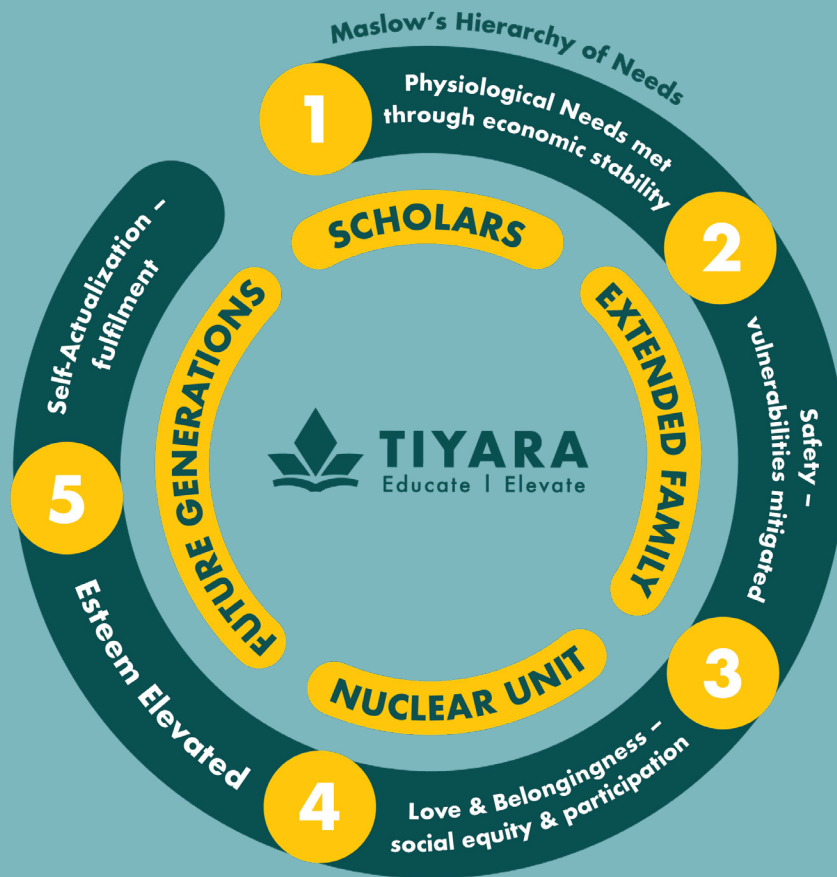 Maslow's Hierarchy of Needs
1
Physiological Needs met
through economic stability
2
Safety –
vulnerabilities mitigated
3
Love & Belongingness –
social equity & participation
4
Esteem Elevated
5
Self-Actualization –
fulfilment
SCHOLARS
EXTENDED FAMILY
NUCLEAR UNIT
FUTURE GENERATIONS
TIYARA
Educate | Elevate